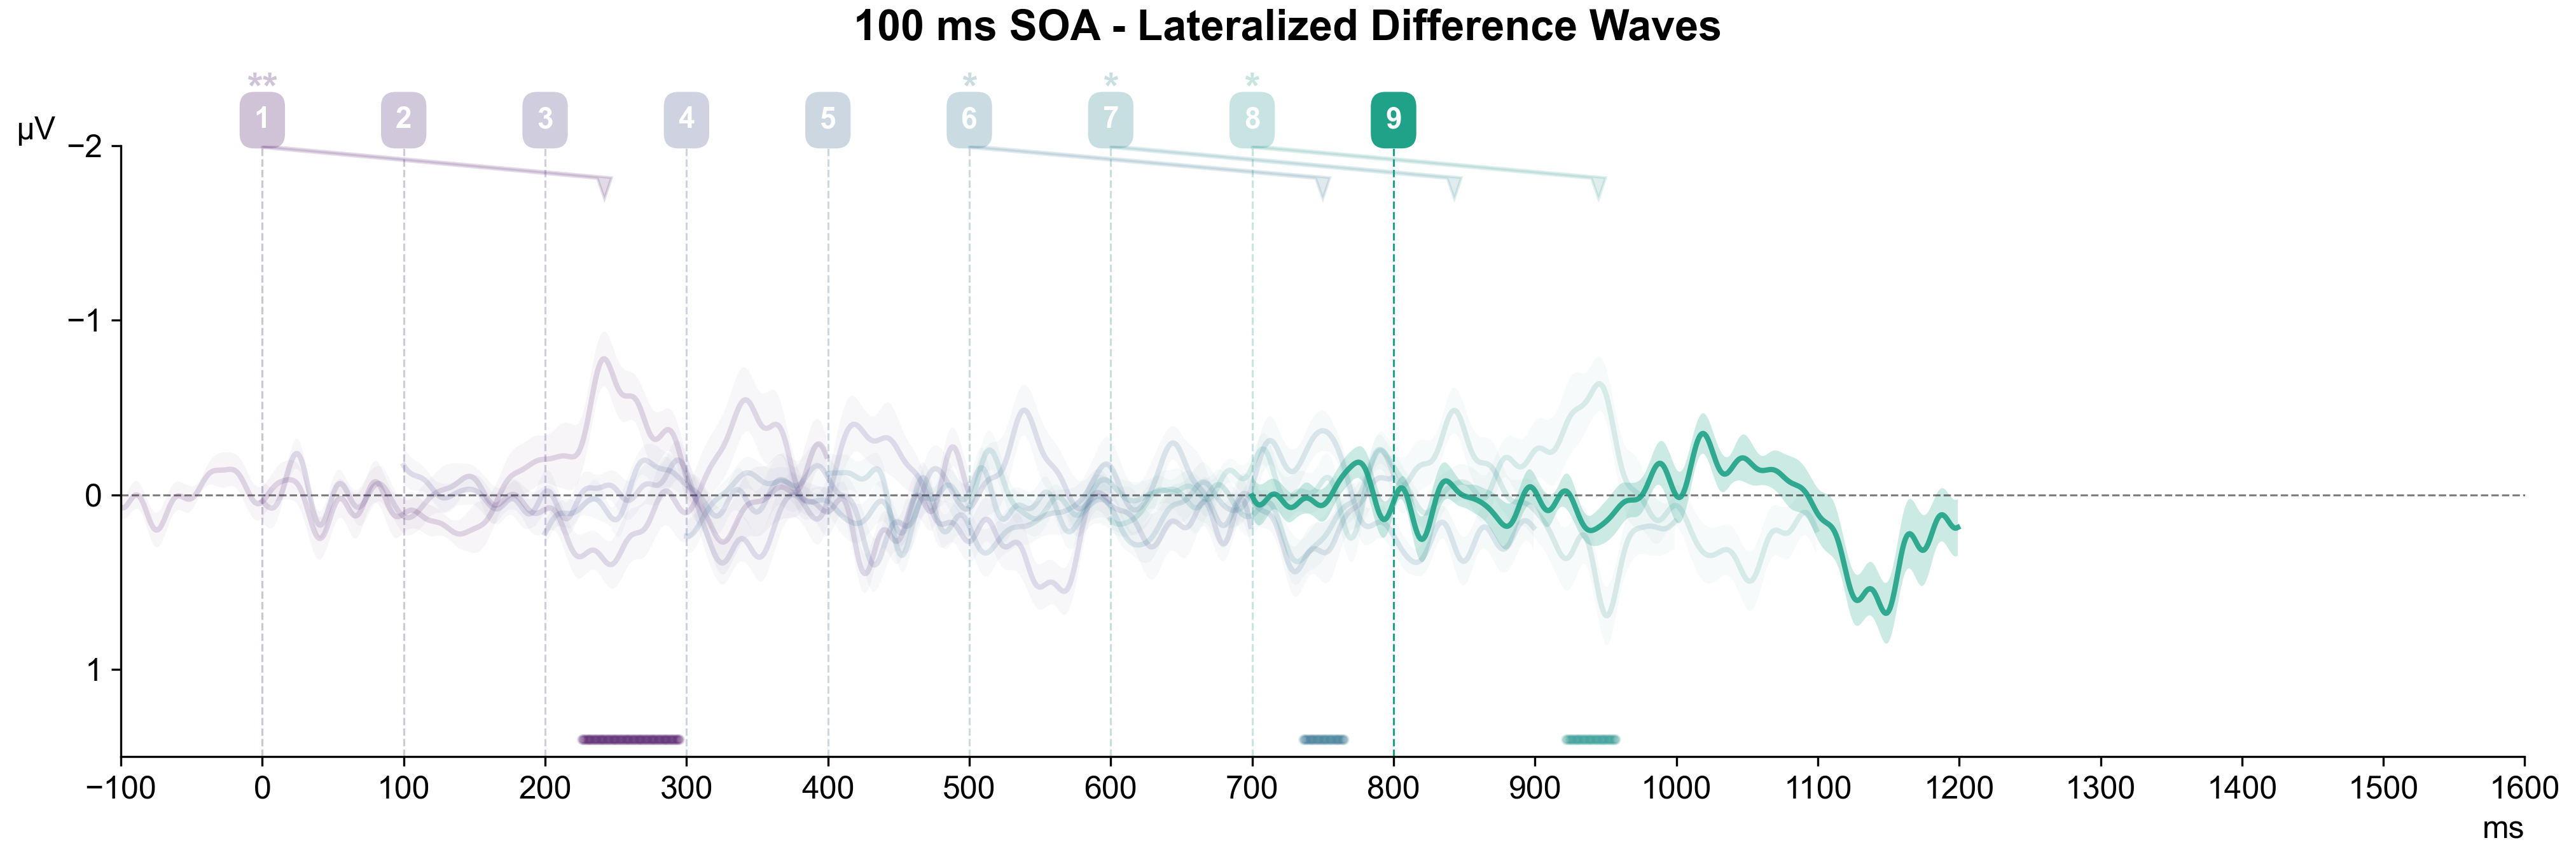 100 ms SOA - Lateralized Difference Waves
** * * *
1 2 3 4 5 6 7 8 9
µV
−2
−1
0
1
−100 0 100 200 300 400 500 600 700 800 900 1000 1100 1200 1300 1400 1500 1600
ms